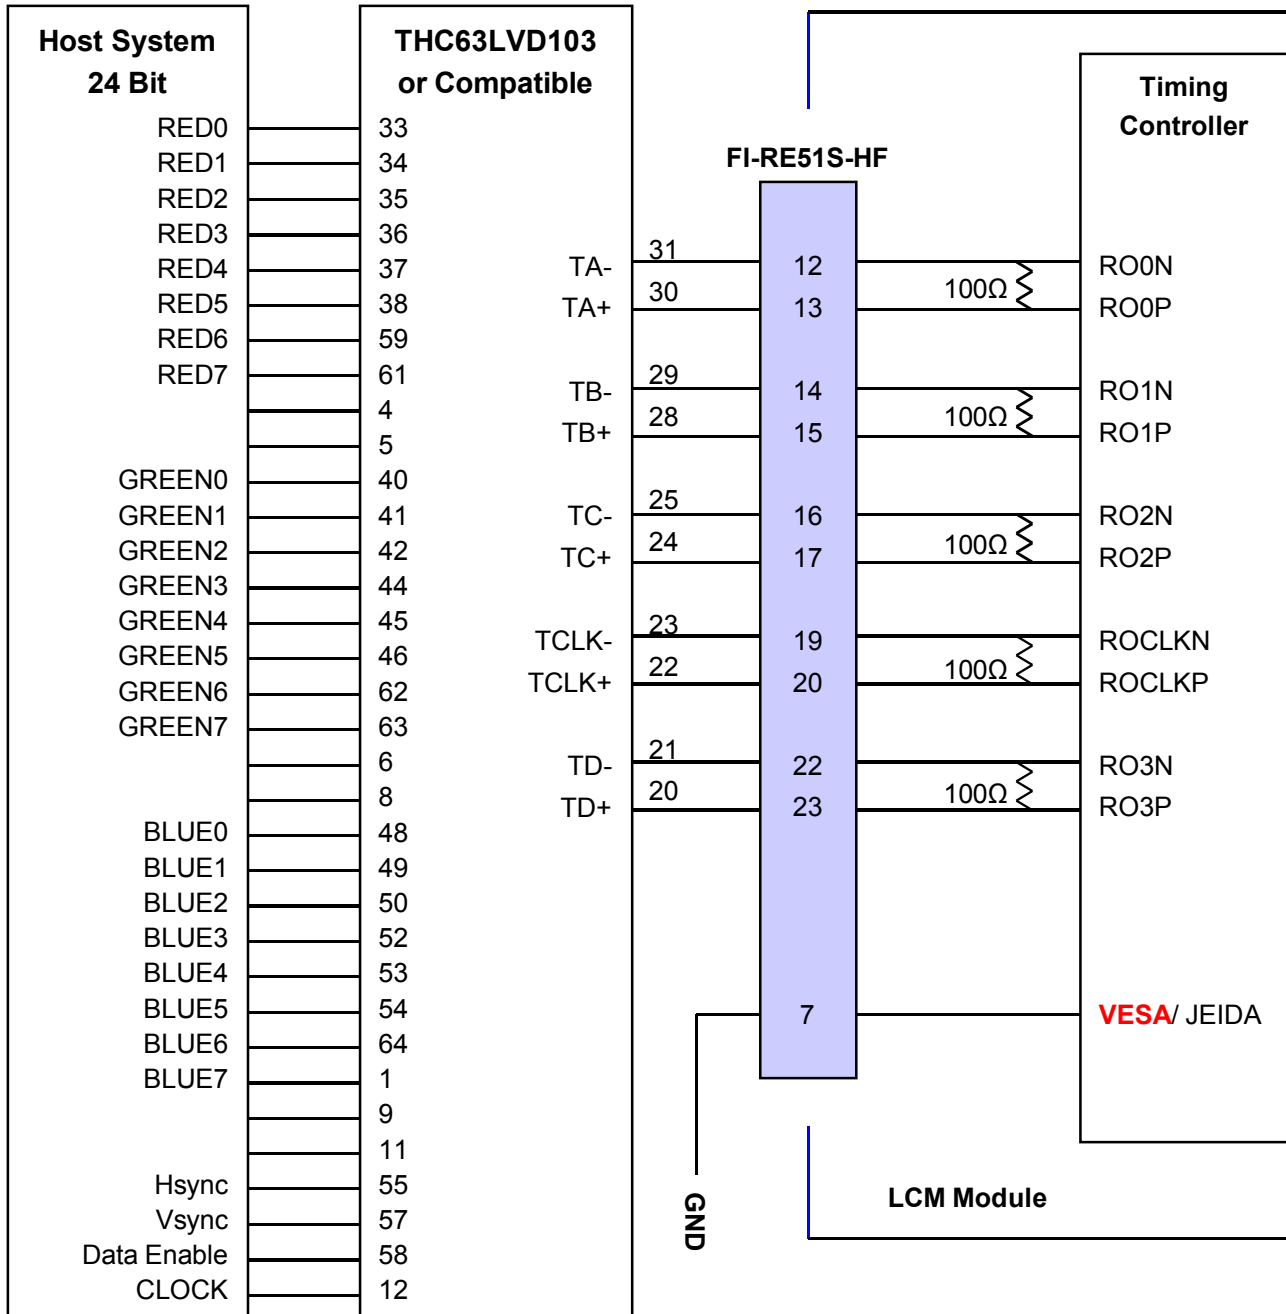 Host System
24 Bit
RED0
RED1
RED2
RED3
RED4
RED5
RED6
RED7
GREEN0
GREEN1
GREEN2
GREEN3
GREEN4
GREEN5
GREEN6
GREEN7
BLUE0
BLUE1
BLUE2
BLUE3
BLUE4
BLUE5
BLUE6
BLUE7
Hsync
Vsync
Data Enable
CLOCK
THC63LVD103
or Compatible
33
34
35
36
37
38
59
61
4
5
40
41
42
44
45
46
62
63
6
8
48
49
50
52
53
54
64
1
9
11
55
57
58
12
TA-
TA+
TB-
TB+
TC-
TC+
TCLK-
TCLK+
TD-
TD+
31
30
29
28
25
24
23
22
21
20
FI-RE51S-HF
12
13
14
15
16
17
19
20
22
23
7
GND
100Ω
100Ω
100Ω
100Ω
100Ω
Timing
Controller
RO0N
RO0P
RO1N
RO1P
RO2N
RO2P
ROCLKN
ROCLKP
RO3N
RO3P
VESA/ JEIDA
LCM Module